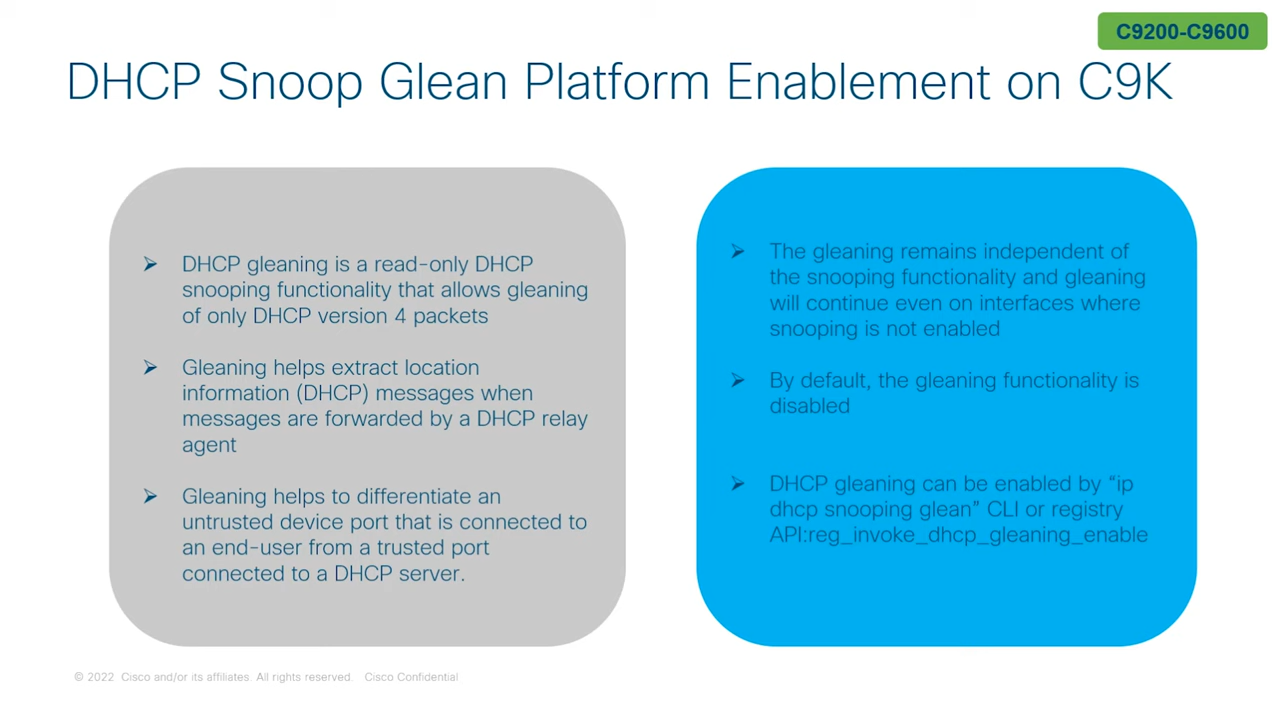 C9200-C9600
DHCP Snoop Glean Platform Enablement on C9K
➢ DHCP gleaning is a read-only DHCP
snooping functionality that allows gleaning
of only DHCP version 4 packets
➢ Gleaning helps extract location
information (DHCP) messages when
messages are forwarded by a DHCP relay
agent
➢ Gleaning helps to differentiate an
untrusted device port that is connected to
an end-user from a trusted port
connected to a DHCP server.
➢ The gleaning remains independent of
the snooping functionality and gleaning
will continue even on interfaces where
snooping is not enabled
➢ By default, the gleaning functionality is
disabled
➢ DHCP gleaning can be enabled by “ip
dhcp snooping glean” CLI or registry
API:reg_invoke_dhcp_gleaning_enable
© 2022 Cisco and/or its affiliates. All rights reserved. Cisco Confidential